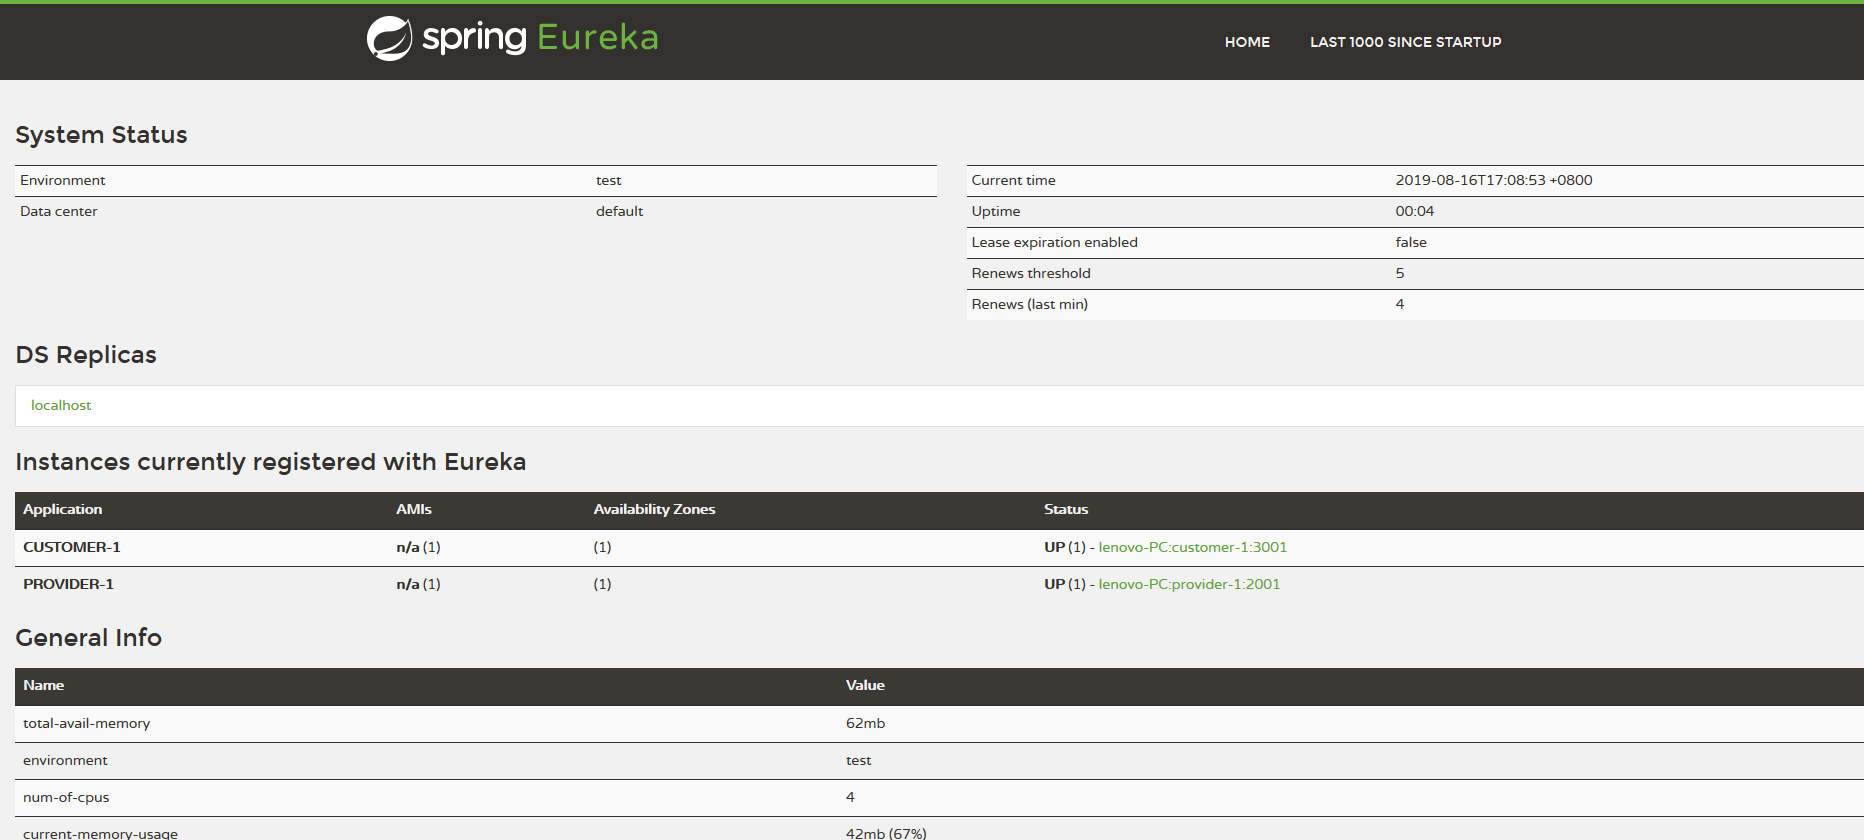 spring Eureka
HOME LAST 1000 SINCE STARTUP
System Status
Environment test
Data center default
Current time 2019-08-16T17:08:53 +0800
Uptime 00:04
Lease expiration enabled false
Renews threshold 5
Renews (last min) 4
DS Replicas
localhost
Instances currently registered with Eureka
Application AMIs Availability Zones Status
CUSTOMER-1 n/a (1) (1) UP (1) - lenovo-PC:customer-1:3001
PROVIDER-1 n/a (1) (1) UP (1) - lenovo-PC:provider-1:2001
General Info
Name Value
total-avail-memory 62mb
environment test
num-of-cpus 4
current-memory-usage 42mb (67%)